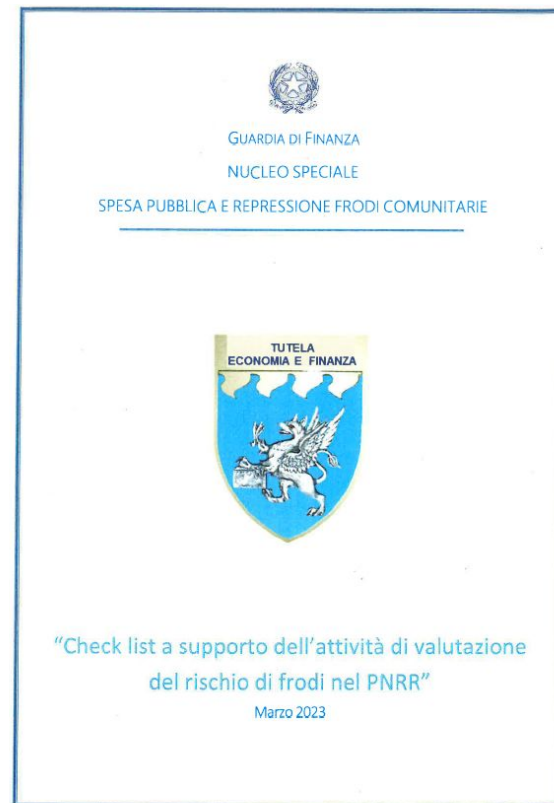 GUARDIA DI FINANZA
NUCLEO SPECIALE
SPESA PUBBLICA E REPRESSIONE FRODI COMUNITARIE
TUTELA
ECONOMIA E FINANZA
“Check list a supporto dell’attività di valutazione
del rischio di frodi nel PNRR”
Marzo 2023